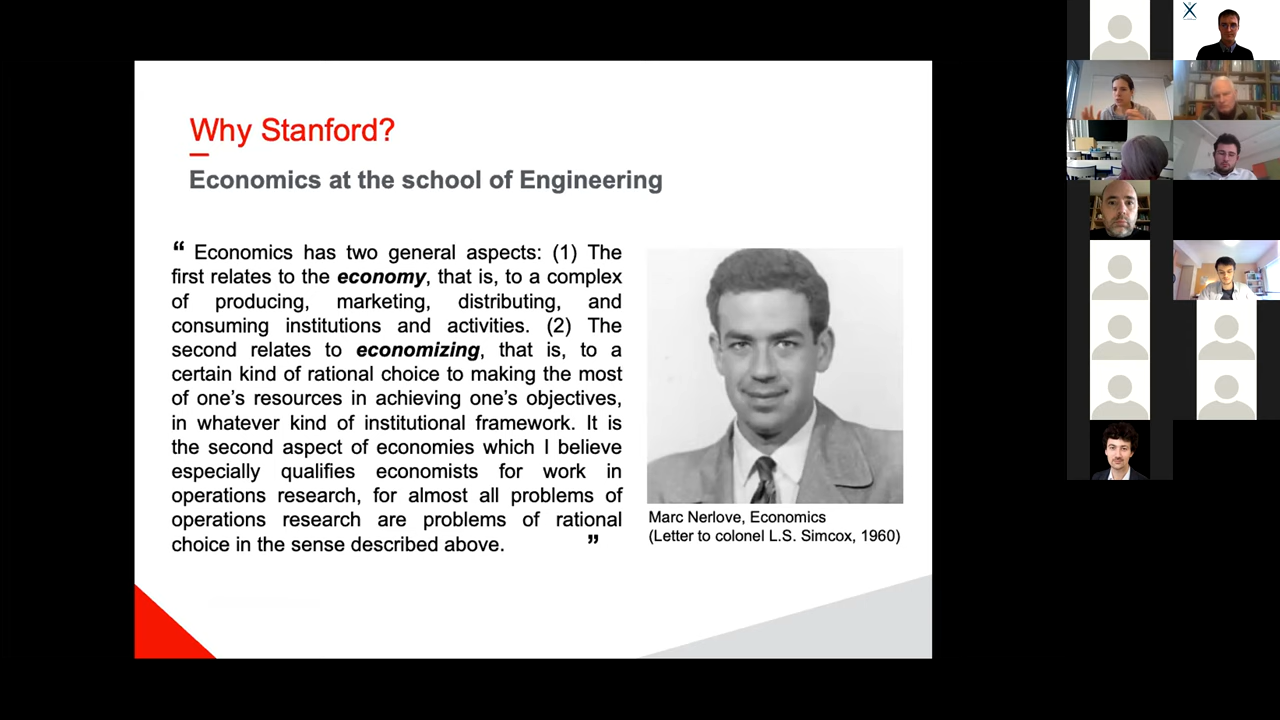 Why Stanford?
Economics at the school of Engineering
“ Economics has two general aspects: (1) The
first relates to the economy, that is, to a complex
of producing, marketing, distributing, and
consuming institutions and activities. (2) The
second relates to economizing, that is, to a
certain kind of rational choice to making the most
of one’s resources in achieving one’s objectives,
in whatever kind of institutional framework. It is
the second aspect of economies which I believe
especially qualifies economists for work in
operations research, for almost all problems of
operations research are problems of rational
choice in the sense described above. ”
Marc Nerlove, Economics
(Letter to colonel L.S. Simcox, 1960)